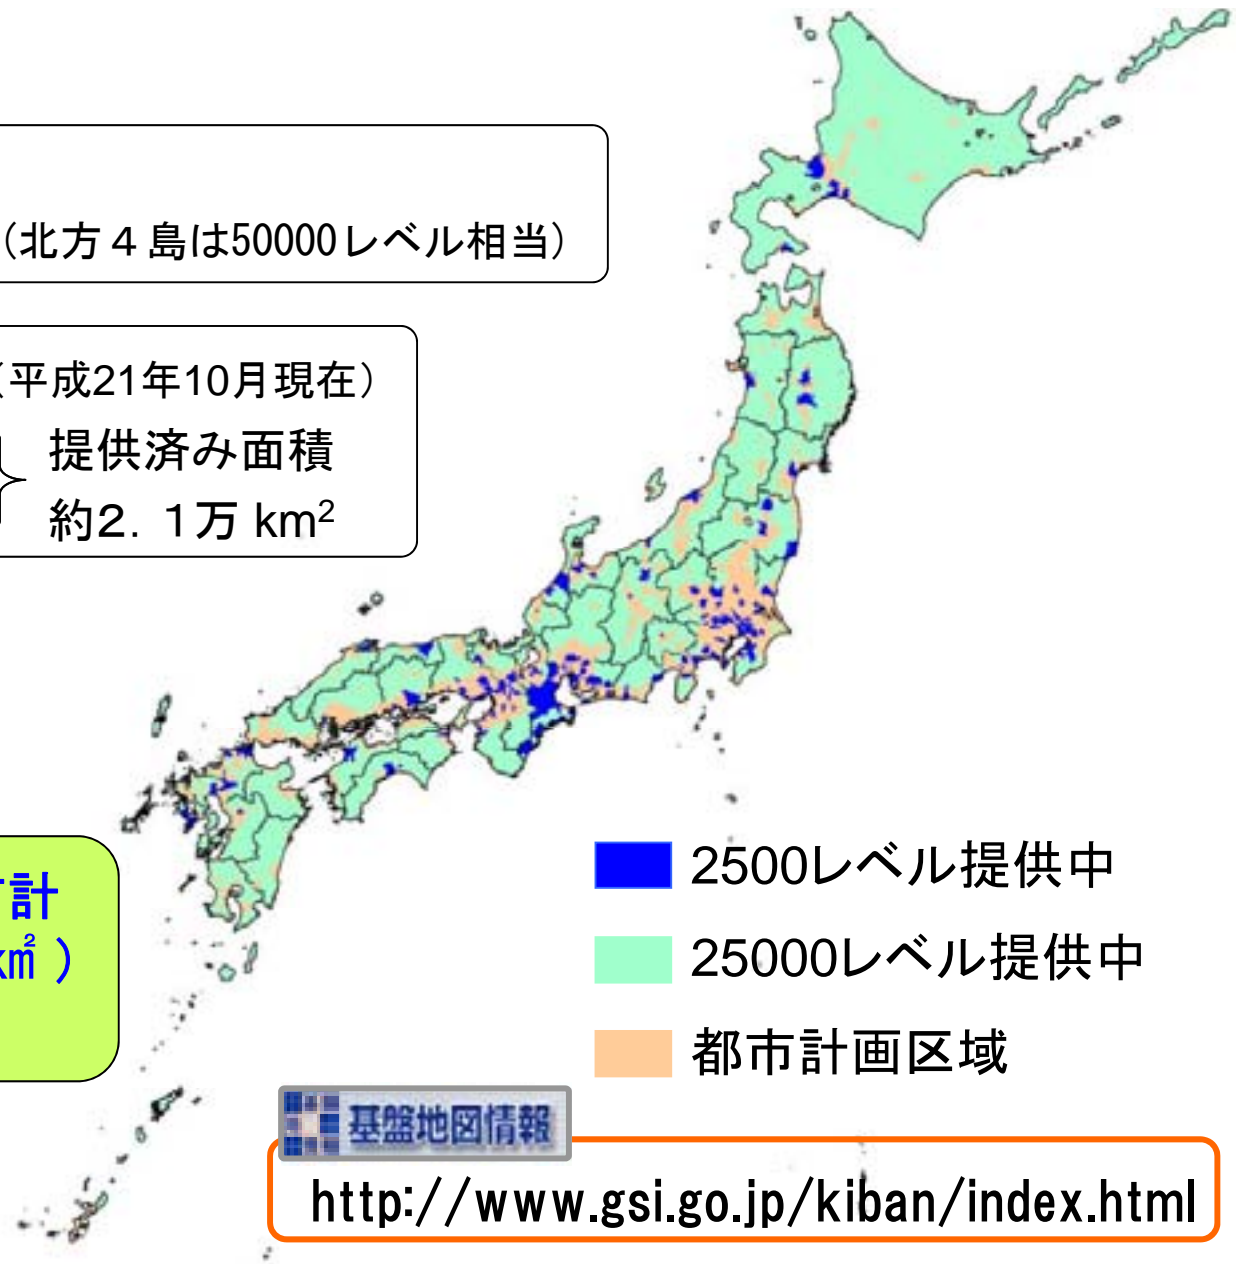 （北方４島は50000レベル相当）
（平成21年10月現在）
提供済み面積
約２．１万 km²
計
km²）
2500レベル提供中
25000レベル提供中
都市計画区域
基盤地図情報
http://www.gsi.go.jp/kiban/index.html